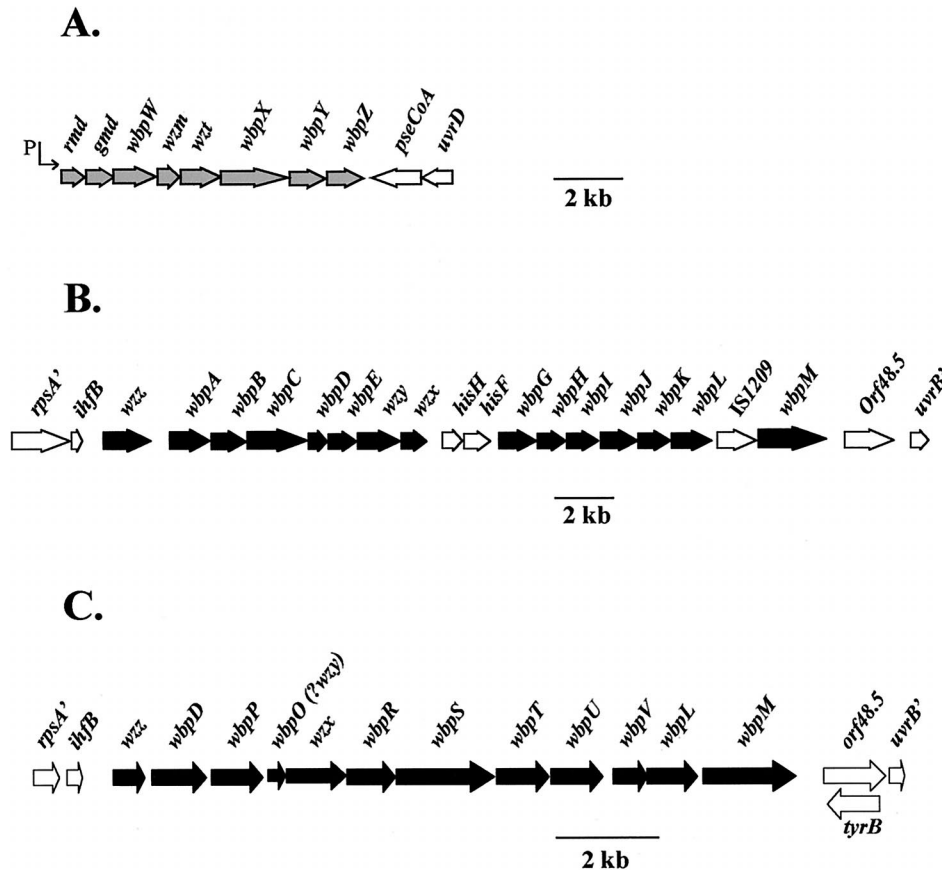 A.
P rmd gmd wbpW wzm wzt wbpX wbpY wbpZ pseCoA uvrD
2 kb
B.
rpsA' ihfB wzz wbpA wbpB wbpC wbpD wbpE wzy wzx hisH hisF wbpG wbpH wbpI wbpJ wbpK wbpL IS1209 wbpM Orf48.5 uvrB'
2 kb
C.
rpsA' ihfB wzz wbpD wbpP wbpO (?wzy) wzx wbpR wbpS wbpT wbpU wbpV wbpL wbpM orf48.5 uvrB'
tyrB
2 kb